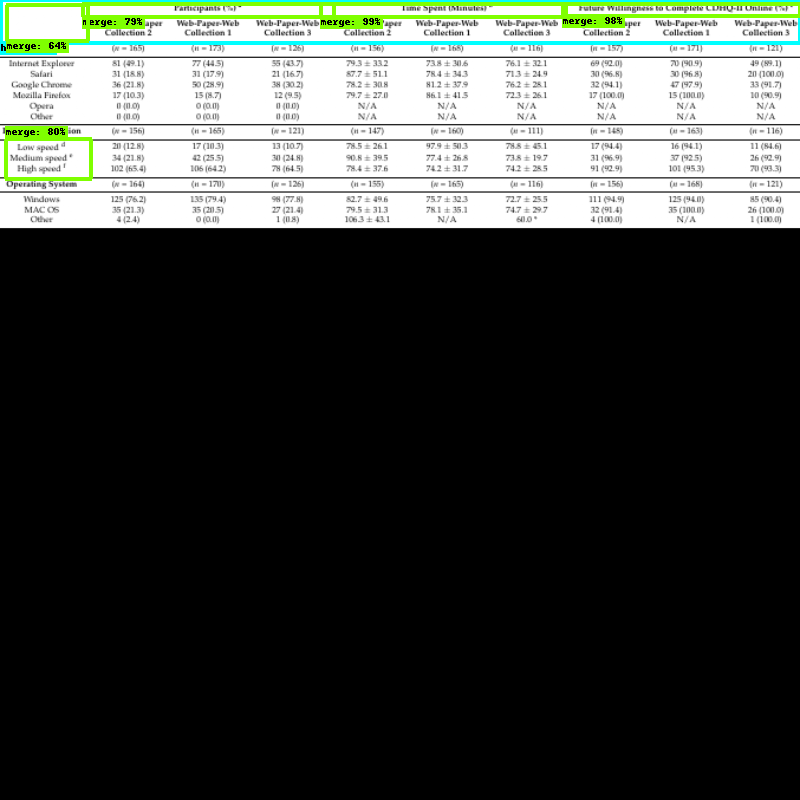 Participants (%) a Time Spent (Minutes) b Future Willingness to Complete CDHQ-II Online (%) c
merge: 79% merge: 99% merge: 98%
Web-Paper-Web Web-Paper-Web Web-Paper-Web Web-Paper-Web Web-Paper-Web Web-Paper-Web
Collection 2 Collection 1 Collection 3 Collection 2 Collection 1 Collection 3 Collection 2 Collection 1 Collection 3
merge: 64% (n = 165) (n = 173) (n = 126) (n = 156) (n = 168) (n = 116) (n = 157) (n = 171) (n = 121)
Internet Explorer 81 (49.1) 77 (44.5) 55 (43.7) 79.3 ± 33.2 73.8 ± 30.6 76.1 ± 32.1 69 (92.0) 70 (90.9) 49 (89.1)
Safari 31 (18.8) 31 (17.9) 21 (16.7) 87.7 ± 51.1 78.4 ± 34.3 71.3 ± 24.9 30 (96.8) 30 (96.8) 20 (100.0)
Google Chrome 36 (21.8) 50 (28.9) 38 (30.2) 78.2 ± 30.8 81.2 ± 37.9 76.2 ± 28.1 32 (94.1) 47 (97.9) 33 (91.7)
Mozilla Firefox 17 (10.3) 15 (8.7) 12 (9.5) 79.7 ± 27.0 86.1 ± 41.5 72.3 ± 26.1 17 (100.0) 15 (100.0) 10 (90.9)
Opera 0 (0.0) 0 (0.0) 0 (0.0) N/A N/A N/A N/A N/A N/A
Other 0 (0.0) 0 (0.0) 0 (0.0) N/A N/A N/A N/A N/A N/A
merge: 80% (n = 156) (n = 165) (n = 121) (n = 147) (n = 160) (n = 111) (n = 148) (n = 163) (n = 116)
Low speed d 20 (12.8) 17 (10.3) 13 (10.7) 78.5 ± 26.1 97.9 ± 50.3 78.8 ± 45.1 17 (94.4) 16 (94.1) 11 (84.6)
Medium speed e 34 (21.8) 42 (25.5) 30 (24.8) 90.8 ± 39.5 77.4 ± 26.8 73.8 ± 19.7 31 (96.9) 37 (92.5) 26 (92.9)
High speed f 102 (65.4) 106 (64.2) 78 (64.5) 78.4 ± 37.6 74.2 ± 31.7 74.2 ± 28.5 91 (92.9) 101 (95.3) 70 (93.3)
Operating System (n = 164) (n = 170) (n = 126) (n = 155) (n = 165) (n = 116) (n = 156) (n = 168) (n = 121)
Windows 125 (76.2) 135 (79.4) 98 (77.8) 82.7 ± 49.6 75.7 ± 32.3 72.7 ± 25.5 111 (94.9) 125 (94.0) 85 (90.4)
MAC OS 35 (21.3) 35 (20.5) 27 (21.4) 79.5 ± 31.3 78.1 ± 35.1 74.7 ± 29.7 32 (91.4) 35 (100.0) 26 (100.0)
Other 4 (2.4) 0 (0.0) 1 (0.8) 106.3 ± 43.1 N/A 60.0 * 4 (100.0) N/A 1 (100.0)